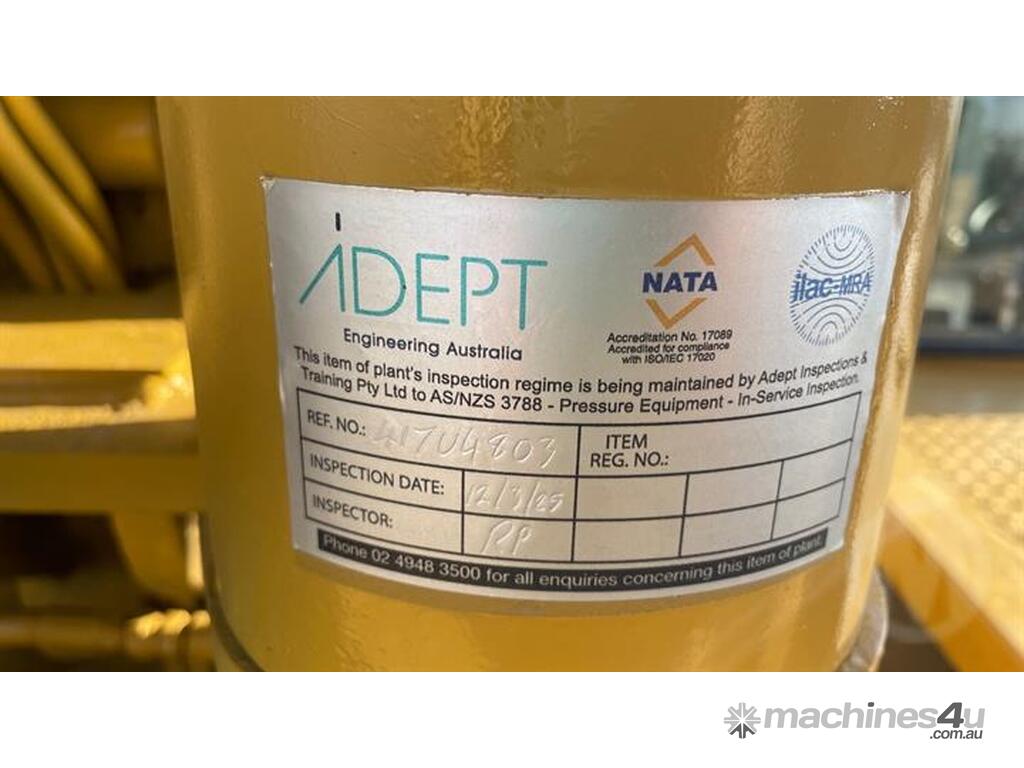 ADEPT
Engineering Australia
NATA
Accreditation No. 17089
Accredited for compliance
with ISO/IEC 17020
ilac-MRA
This item of plant's inspection regime is being maintained by Adept Inspections &
Training Pty Ltd to AS/NZS 3788 - Pressure Equipment - In-Service Inspection.
REF. NO.: 417U4803
ITEM
REG. NO.:
INSPECTION DATE: 12/3/25
INSPECTOR: RP
Phone 02 4948 3500 for all enquiries concerning this item of plant.
machines4u
.com.au